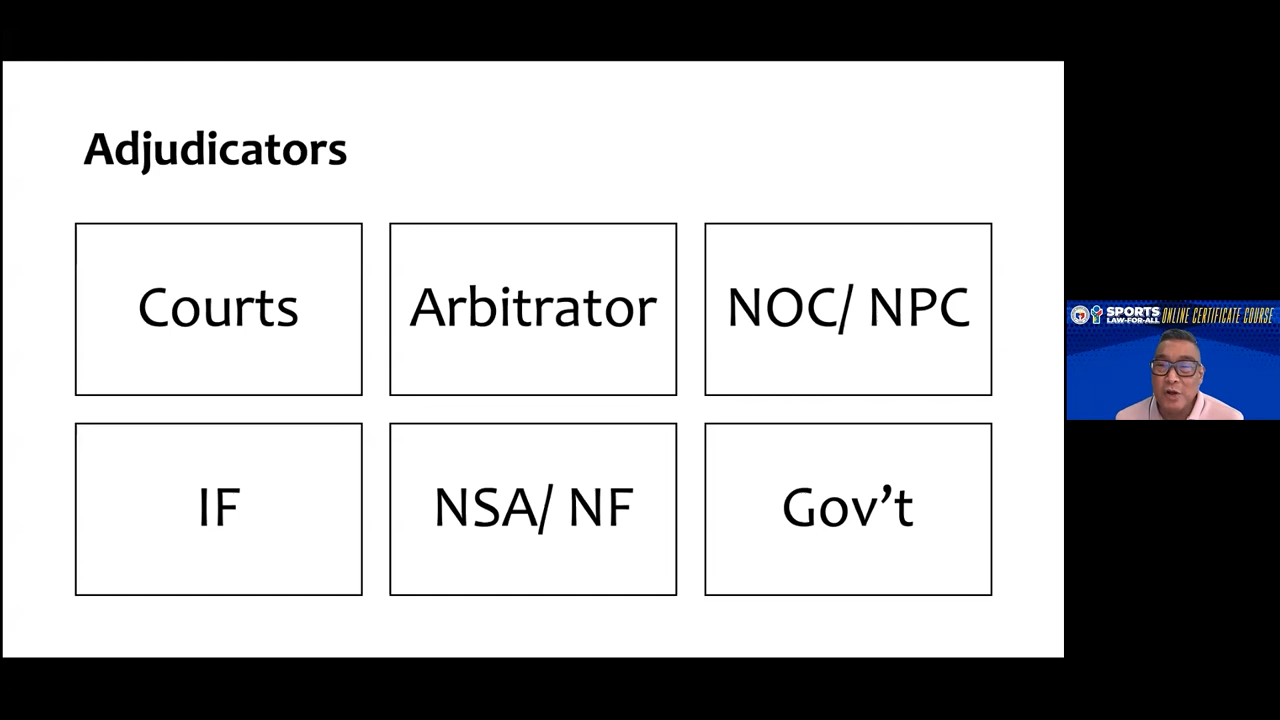 Adjudicators
Courts
Arbitrator
NOC/ NPC
IF
NSA/ NF
Gov’t
SPORTS
LAW-FOR-ALL
ONLINE CERTIFICATE COURSE